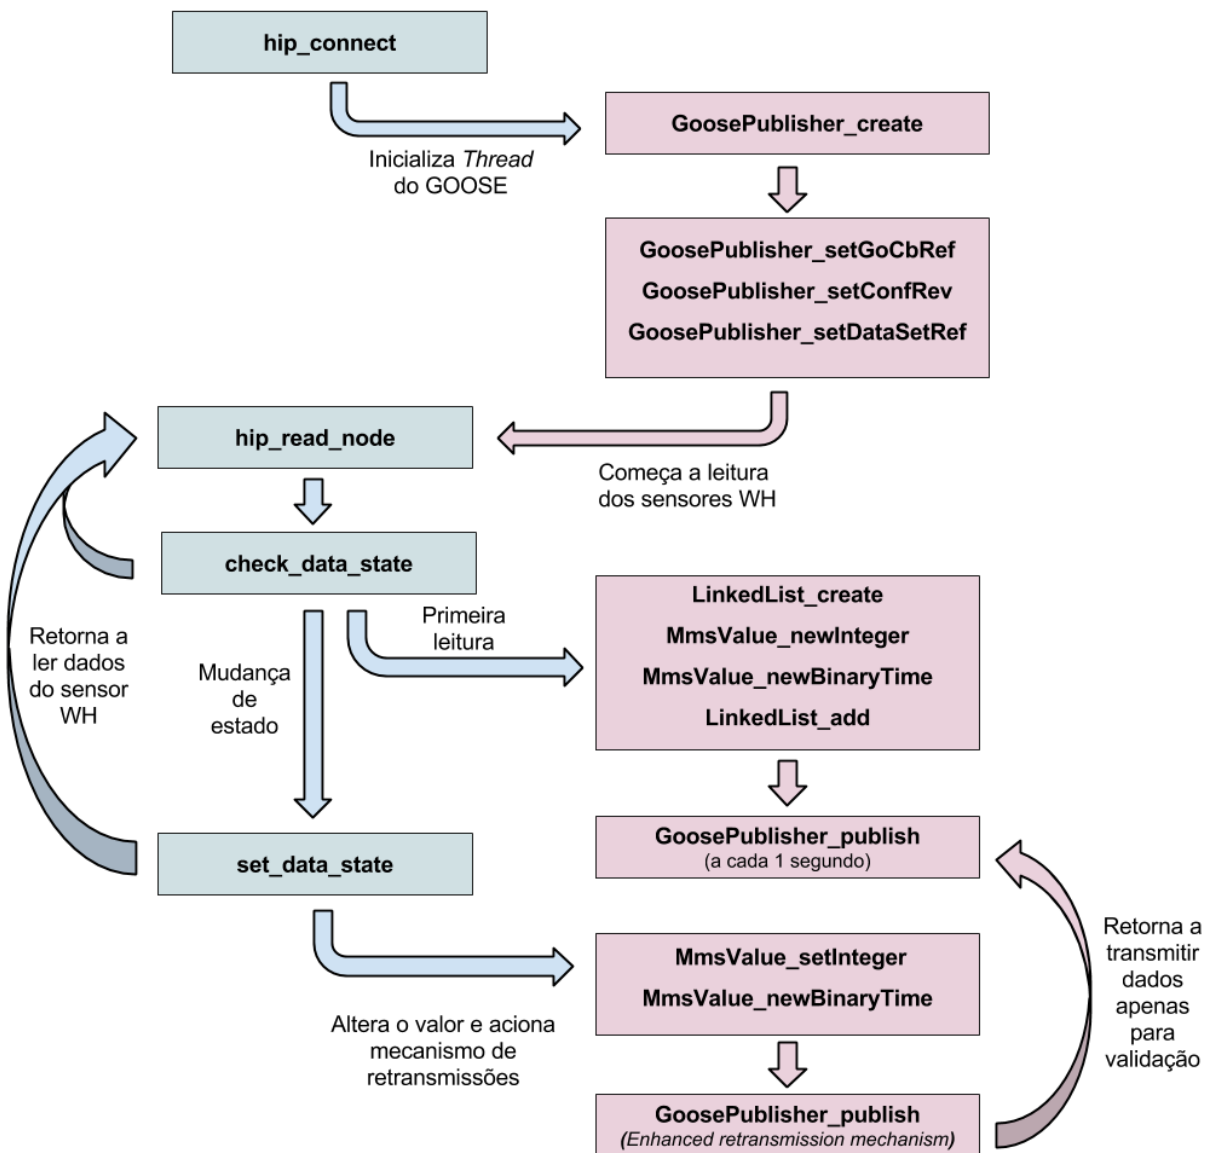 hip_connect
GoosePublisher_create
Inicializa Thread
do GOOSE
GoosePublisher_setGoCbRef
GoosePublisher_setConfRev
GoosePublisher_setDataSetRef
hip_read_node
Começa a leitura
dos sensores WH
check_data_state
Primeira
leitura
LinkedList_create
MmsValue_newInteger
MmsValue_newBinaryTime
LinkedList_add
Retorna a
ler dados
do sensor
WH
Mudança
de
estado
GoosePublisher_publish
(a cada 1 segundo)
set_data_state
MmsValue_setInteger
MmsValue_newBinaryTime
Altera o valor e aciona
mecanismo de
retransmissões
Retorna a
transmitir
dados
apenas
para
validação
GoosePublisher_publish
(Enhanced retransmission mechanism)